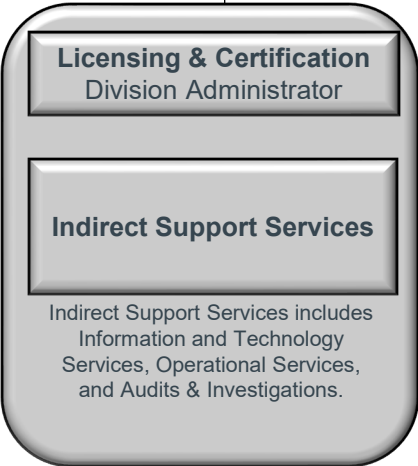 Licensing & Certification
Division Administrator
Indirect Support Services
Indirect Support Services includes
Information and Technology
Services, Operational Services,
and Audits & Investigations.